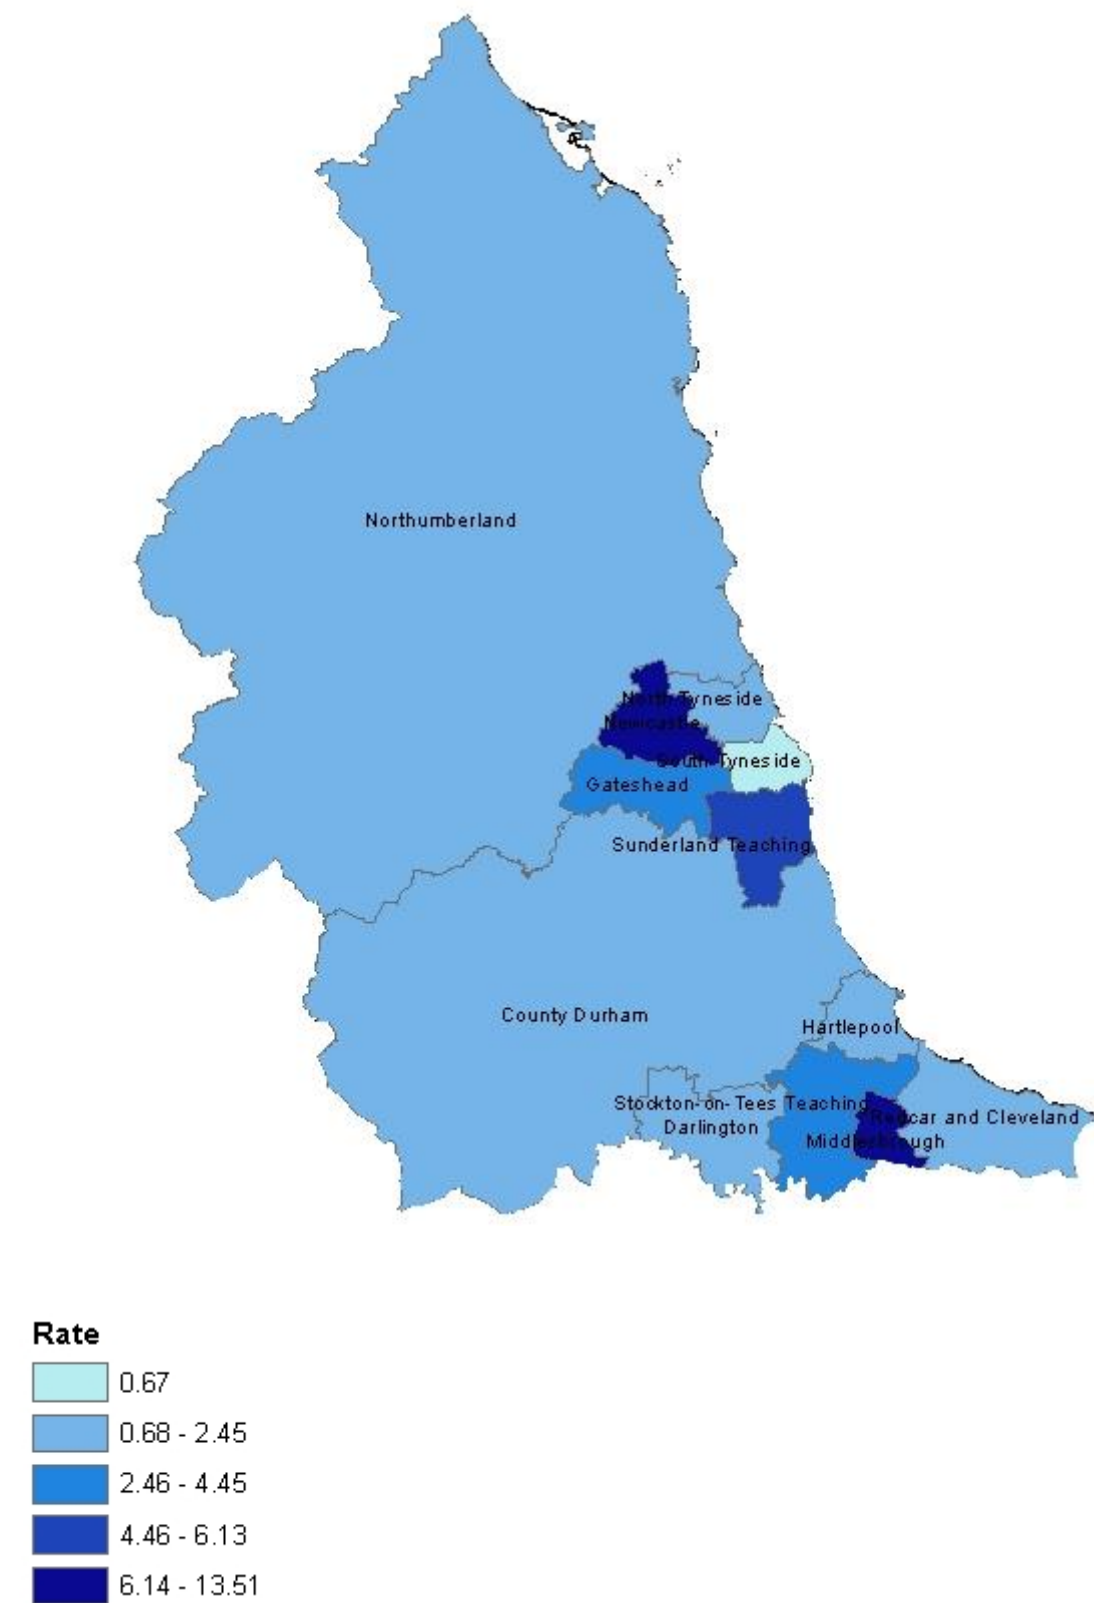 Northumberland
North Tyneside
Newcastle
South Tyneside
Gateshead
Sunderland Teaching
County Durham
Hartlepool
Stockton-on-Tees Teaching
Redcar and Cleveland
Darlington
Middlesbrough
Rate
0.67
0.68 - 2.45
2.46 - 4.45
4.46 - 6.13
6.14 - 13.51